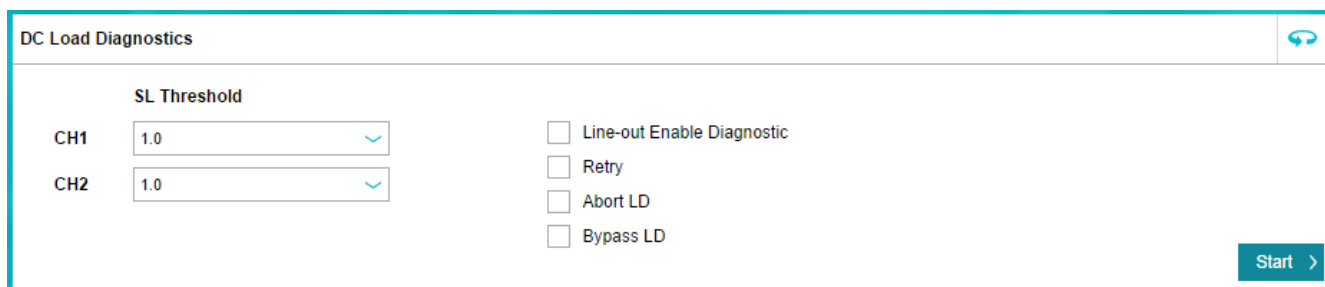 DC Load Diagnostics
SL Threshold
CH1 1.0
CH2 1.0
Line-out Enable Diagnostic
Retry
Abort LD
Bypass LD
Start